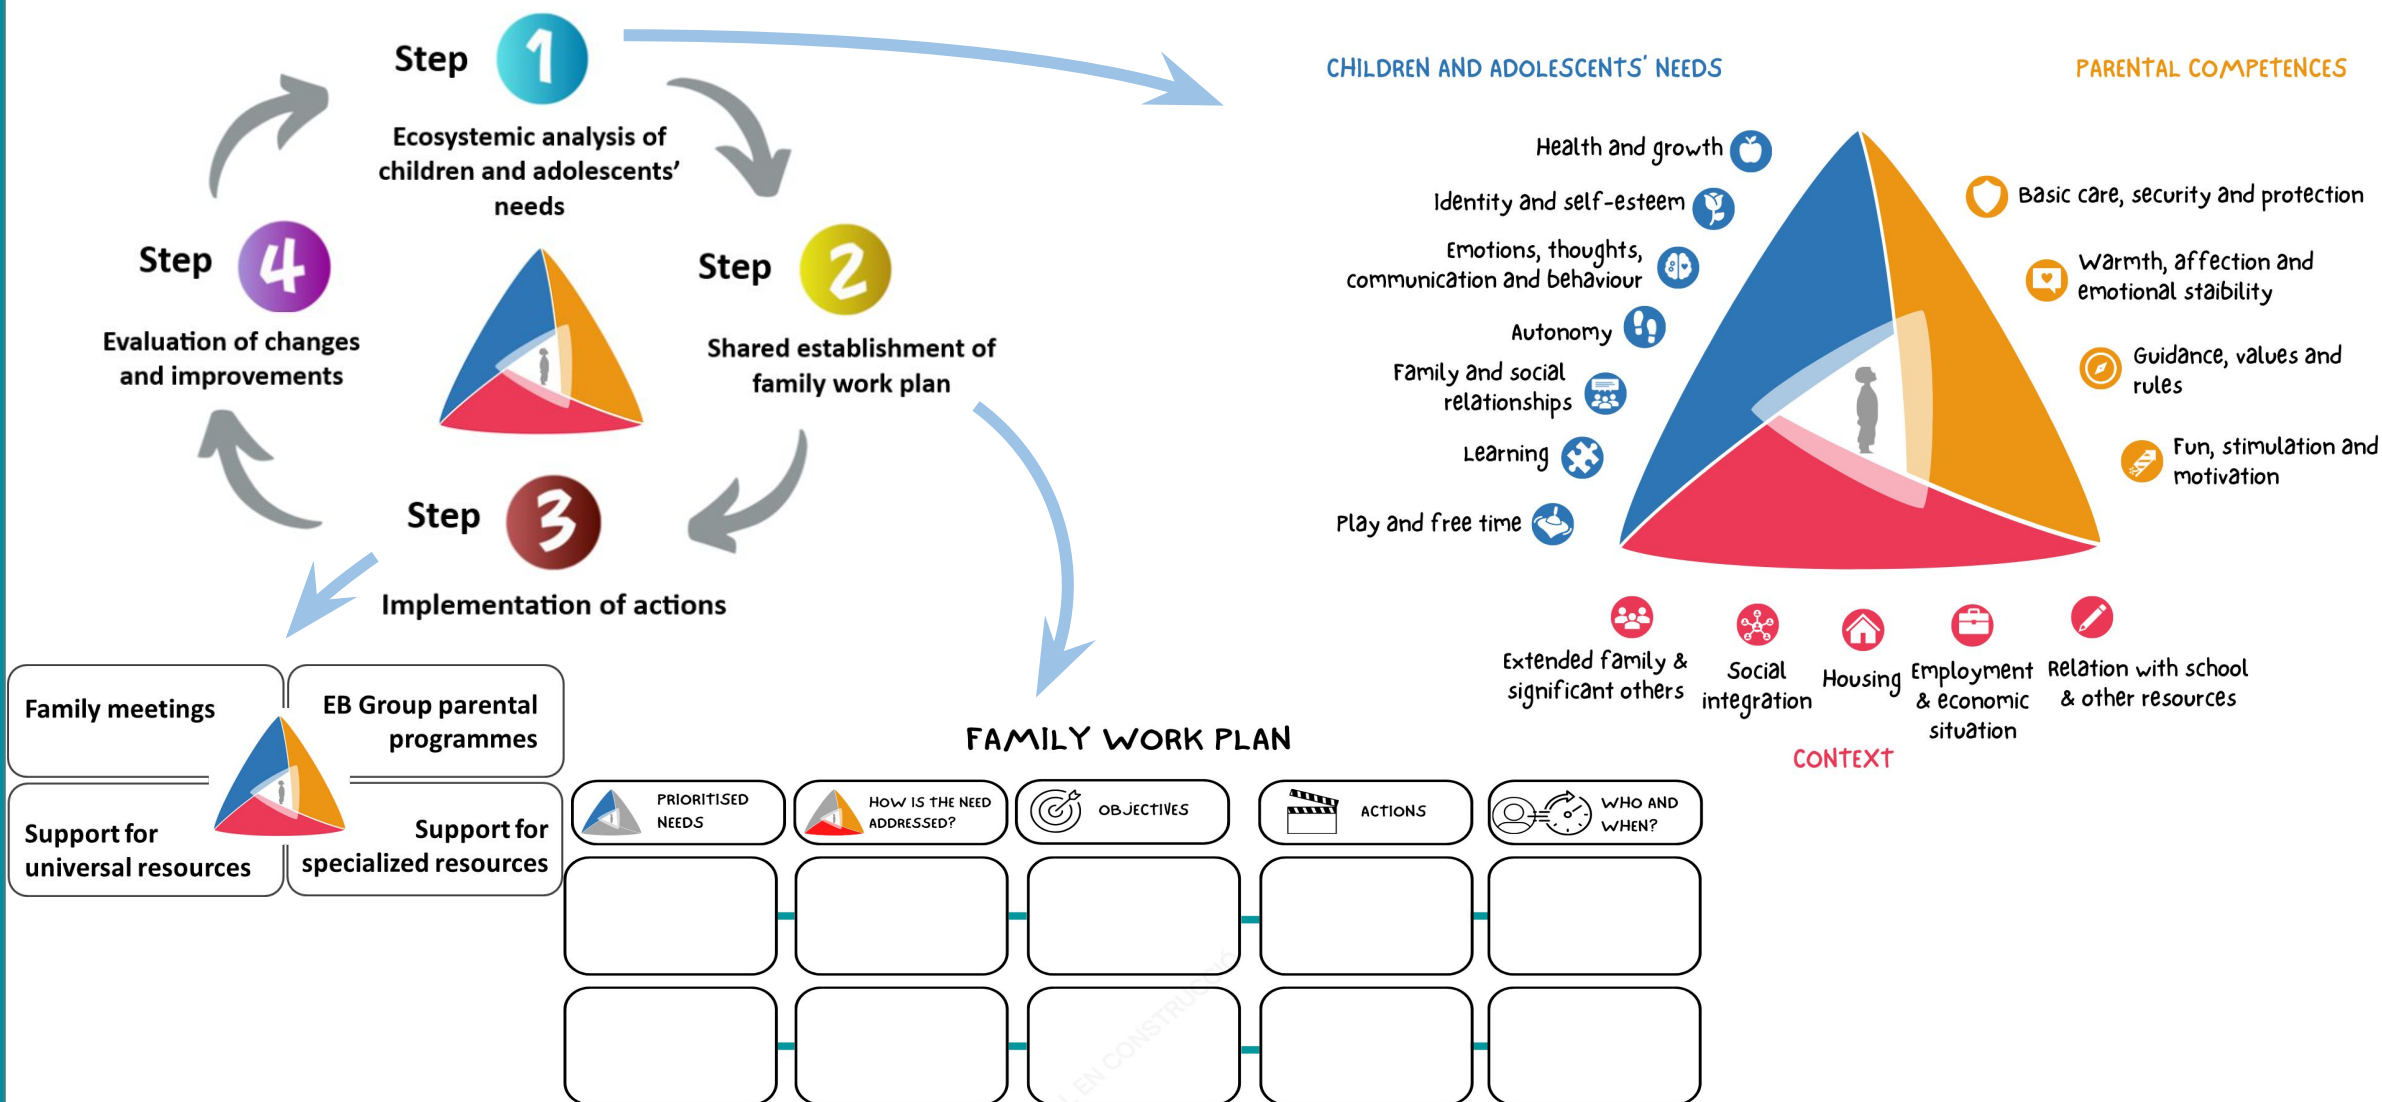 Step 1
Ecosystemic analysis of
children and adolescents'
needs
Step 2
Shared establishment of
family work plan
Step 3
Implementation of actions
Step 4
Evaluation of changes
and improvements
CHILDREN AND ADOLESCENTS' NEEDS
Health and growth
Identity and self-esteem
Emotions, thoughts,
communication and behaviour
Autonomy
Family and social
relationships
Learning
Play and free time
PARENTAL COMPETENCES
Basic care, security and protection
Warmth, affection and
emotional staibility
Guidance, values and
rules
Fun, stimulation and
motivation
Extended family &
significant others
Social
integration
Housing
Employment
& economic
situation
Relation with school
& other resources
CONTEXT
Family meetings
EB Group parental
programmes
Support for
universal resources
Support for
specialized resources
FAMILY WORK PLAN
PRIORITISED
NEEDS
HOW IS THE NEED
ADDRESSED?
OBJECTIVES
ACTIONS
WHO AND
WHEN?
EN CONSTRUCCIÓ